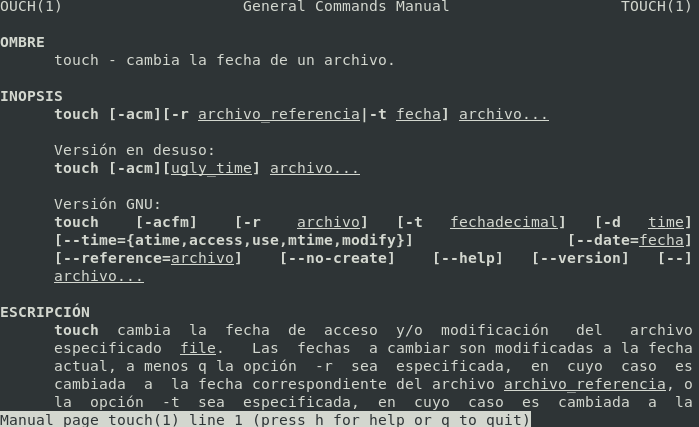 OUCH(1) General Commands Manual TOUCH(1)
OMBRE
touch - cambia la fecha de un archivo.
INOPSIS
touch [-acm][-r archivo_referencia|-t fecha] archivo...
Versión en desuso:
touch [-acm][ugly_time] archivo...
Versión GNU:
touch [-acfm] [-r archivo] [-t fechadecimal] [-d time]
[--time={atime,access,use,mtime,modify}] [--date=fecha]
[--reference=archivo] [--no-create] [--help] [--version] [--]
archivo...
ESCRIPCIÓN
touch cambia la fecha de acceso y/o modificación del archivo
especificado file. Las fechas a cambiar son modificadas a la fecha
actual, a menos q la opción -r sea especificada, en cuyo caso es
cambiada a la fecha correspondiente del archivo archivo_referencia, o
la opción -t sea especificada, en cuyo caso es cambiada a la
Manual page touch(1) line 1 (press h for help or q to quit)